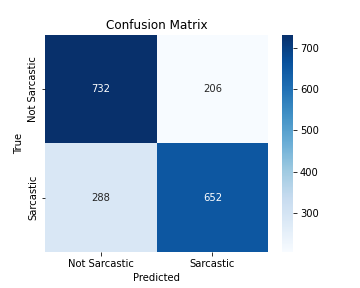 Confusion Matrix
Not Sarcastic
Sarcastic
True
732
206
288
652
Not Sarcastic
Sarcastic
Predicted
700
600
500
400
300